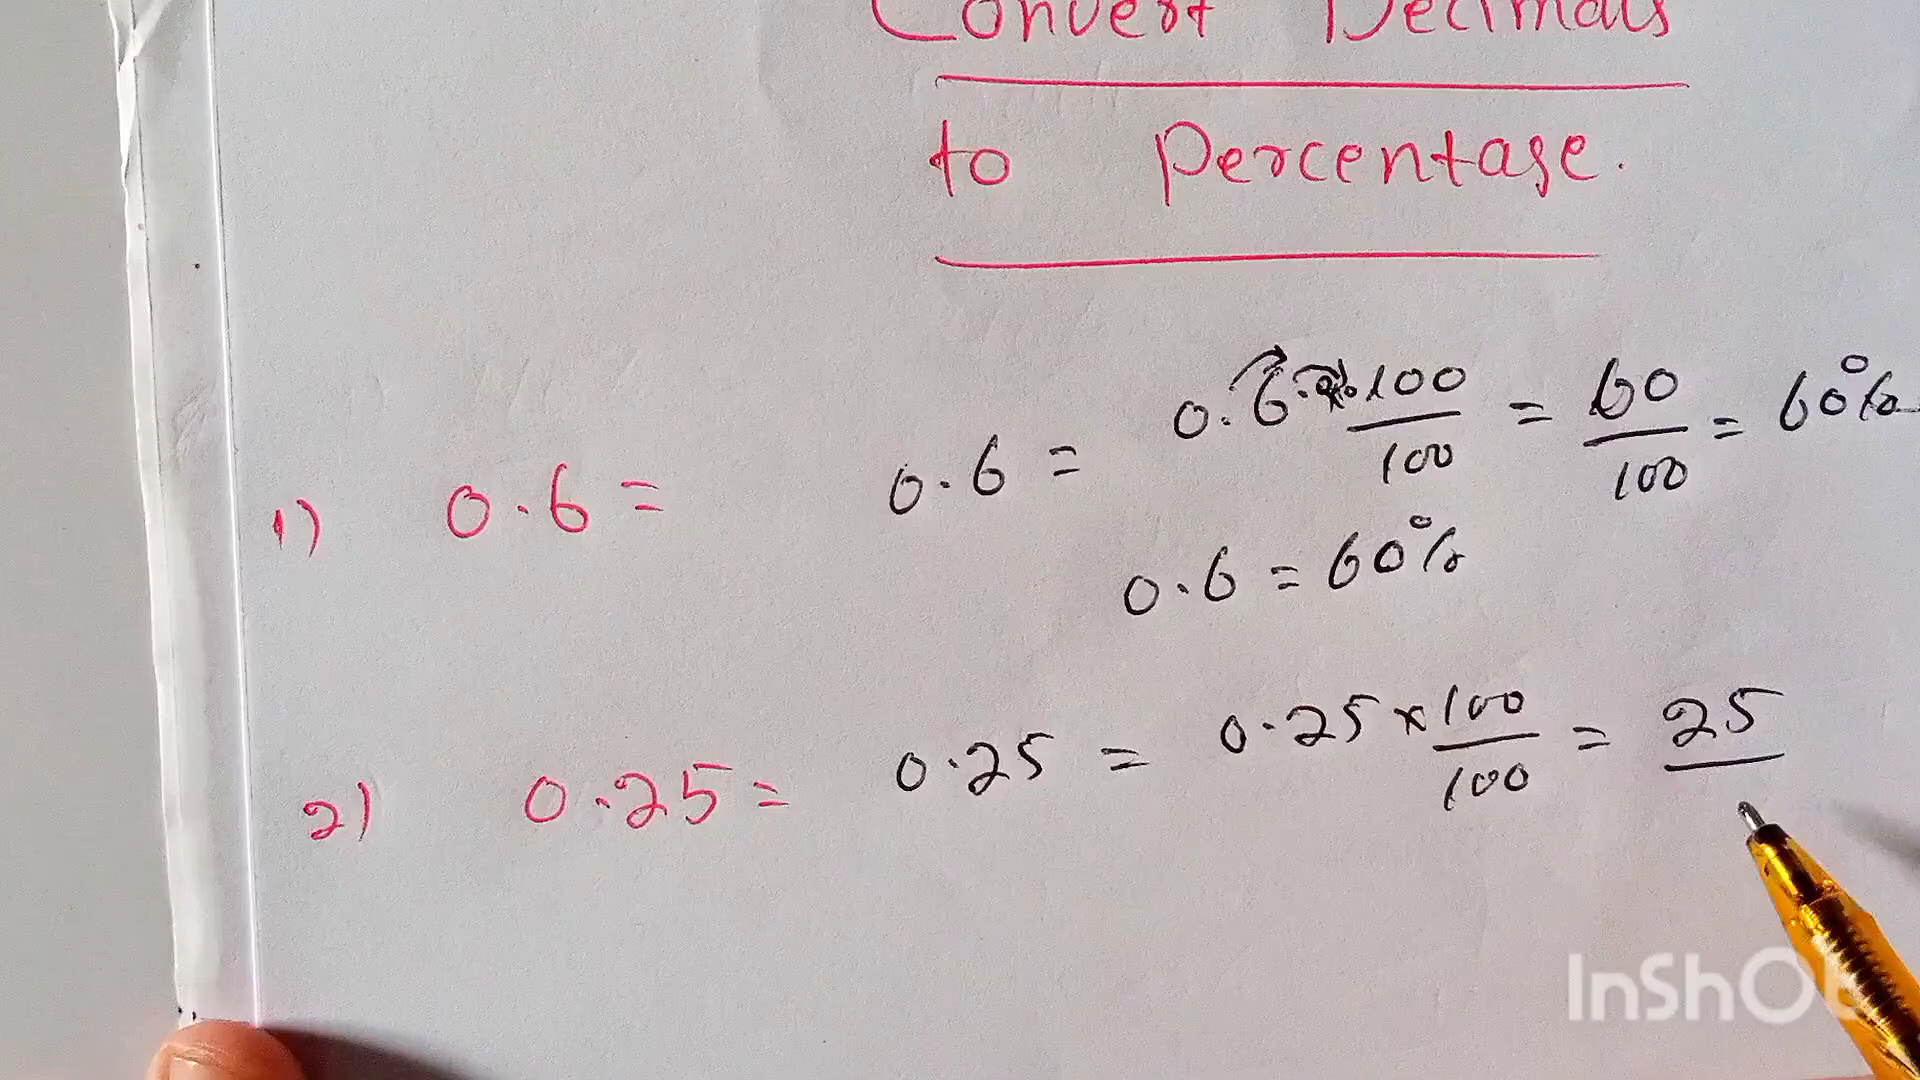 Convert Decimals
to Percentage.
1) 0.6 = 0.6 = 0.6 × 100/100 = 60/100 = 60%
0.6 = 60%
2) 0.25 = 0.25 = 0.25 × 100/100 = 25
InShOt